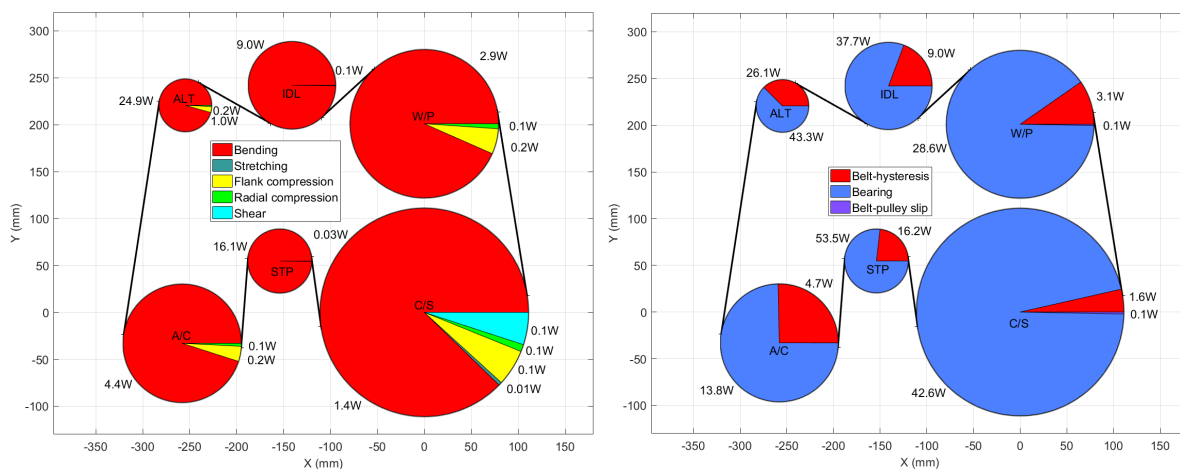 300
250
200
150
100
50
0
-50
-100
-350
-300
-250
-200
-150
-100
-50
0
50
100
150
X (mm)
Y (mm)
9.0W
0.1W
2.9W
24.9W
ALT
0.2W
1.0W
IDL
W/P
0.1W
0.2W
Bending
Stretching
Flank compression
Radial compression
Shear
16.1W
0.03W
STP
C/S
A/C
0.1W
0.2W
4.4W
0.1W
0.1W
0.1W
0.01W
1.4W
300
250
200
150
100
50
0
-50
-100
-350
-300
-250
-200
-150
-100
-50
0
50
100
150
X (mm)
Y (mm)
37.7W
9.0W
26.1W
ALT
43.3W
IDL
W/P
3.1W
0.1W
28.6W
Belt-hysteresis
Bearing
Belt-pulley slip
53.5W
16.2W
STP
4.7W
A/C
13.8W
C/S
1.6W
0.1W
42.6W